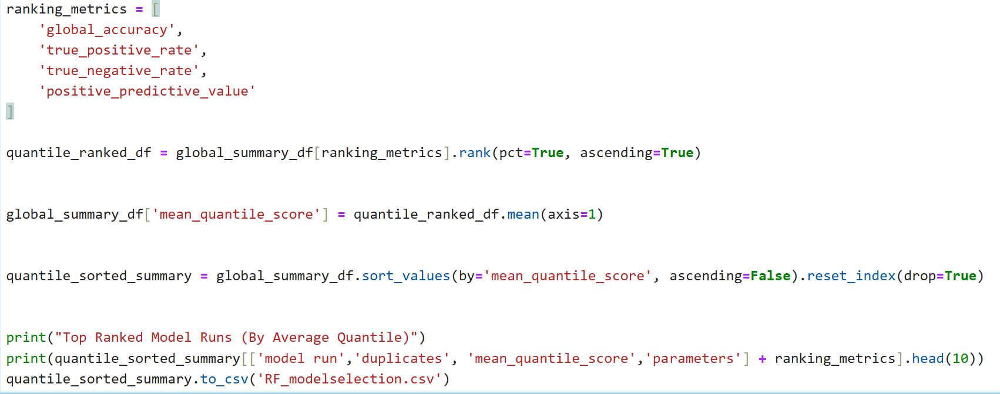 ranking_metrics = [
    'global_accuracy',
    'true_positive_rate',
    'true_negative_rate',
    'positive_predictive_value'
]
quantile_ranked_df = global_summary_df[ranking_metrics].rank(pct=True, ascending=True)
global_summary_df['mean_quantile_score'] = quantile_ranked_df.mean(axis=1)
quantile_sorted_summary = global_summary_df.sort_values(by='mean_quantile_score', ascending=False).reset_index(drop=True)
print("Top Ranked Model Runs (By Average Quantile)")
print(quantile_sorted_summary[['model run','duplicates', 'mean_quantile_score','parameters'] + ranking_metrics].head(10))
quantile_sorted_summary.to_csv('RF_modelselection.csv')